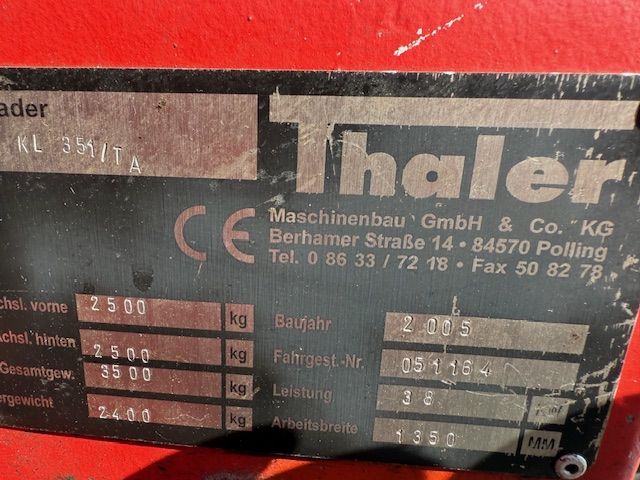 ader
KL 351/TA
Thaler
CE
Maschinenbau GmbH & Co. KG
Berhamer Straße 14 • 84570 Polling
Tel. 0 86 33 / 72 18 • Fax 50 82 78
chsl. vorne 2500 kg
Achsl. hinten 2500 kg
Gesamtgew. 3500 kg
ergewicht 2400 kg
Baujahr 2005
Fahrgest.-Nr. 051164
Leistung 38
Arbeitsbreite 1350 MM